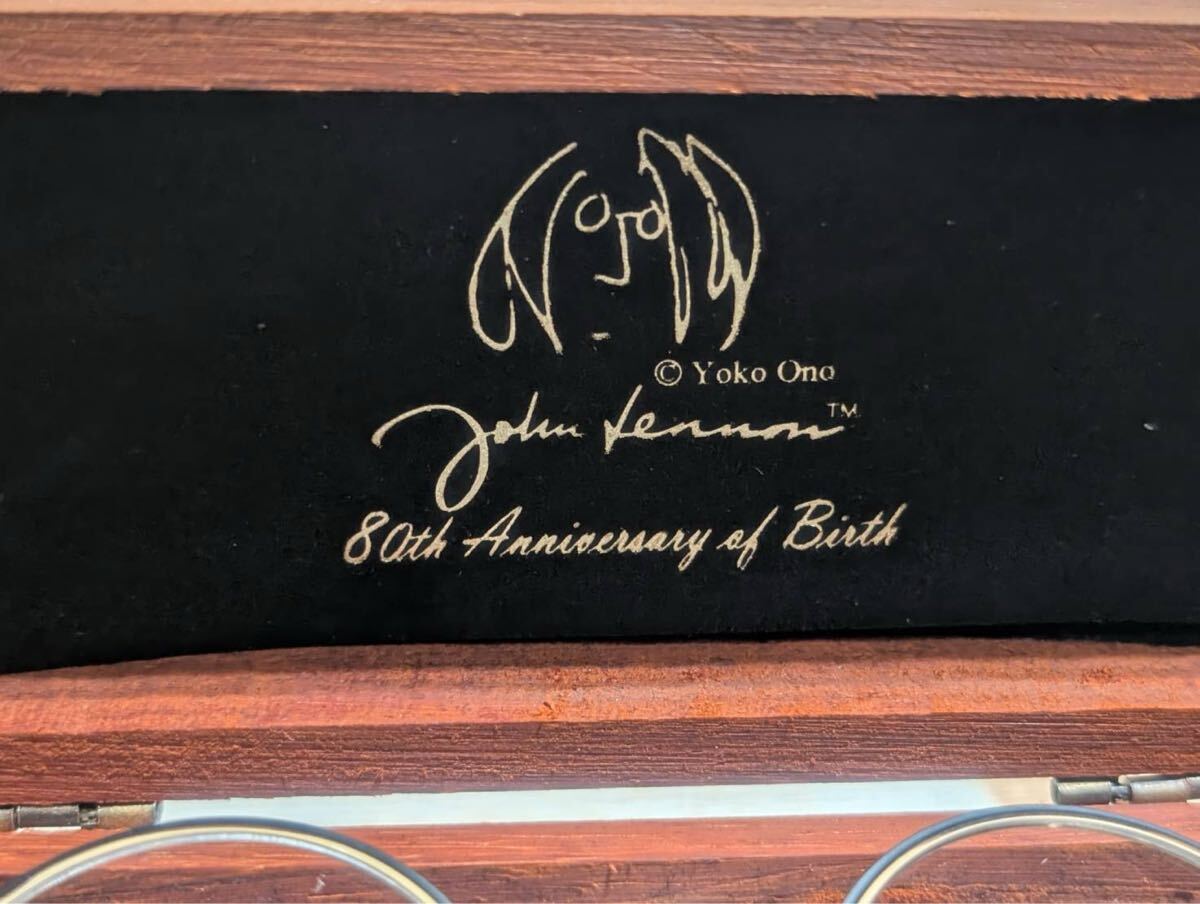 © Yoko Ono
John Lennon™
80th Anniversary of Birth